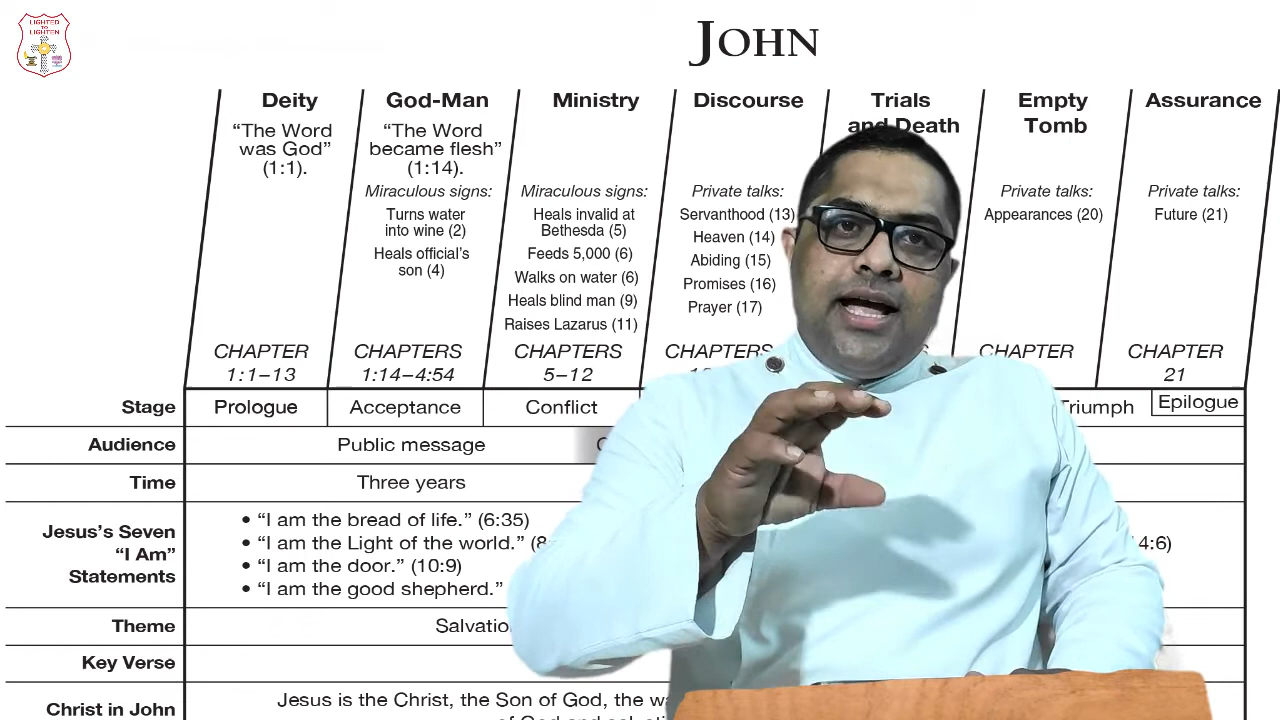 LIGHTED
TO
LIGHTEN
JOHN
Deity
“The Word
was God”
(1:1).
CHAPTER
1:1–13
God-Man
“The Word
became flesh”
(1:14).
Miraculous signs:
Turns water
into wine (2)
Heals official’s
son (4)
CHAPTERS
1:14–4:54
Ministry
Miraculous signs:
Heals invalid at
Bethesda (5)
Feeds 5,000 (6)
Walks on water (6)
Heals blind man (9)
Raises Lazarus (11)
CHAPTERS
5–12
Discourse
Private talks:
Servanthood (13)
Heaven (14)
Abiding (15)
Promises (16)
Prayer (17)
CHAPTERS
Trials
and Death
Empty
Tomb
Private talks:
Appearances (20)
CHAPTER
Assurance
Private talks:
Future (21)
CHAPTER
21
Stage Prologue Acceptance Conflict Triumph Epilogue
Audience Public message
Time Three years
Jesus’s Seven
“I Am”
Statements
• “I am the bread of life.” (6:35)
• “I am the Light of the world.” (8
• “I am the door.” (10:9)
• “I am the good shepherd.”
4:6)
Theme
Key Verse
Christ in John Jesus is the Christ, the Son of God, the